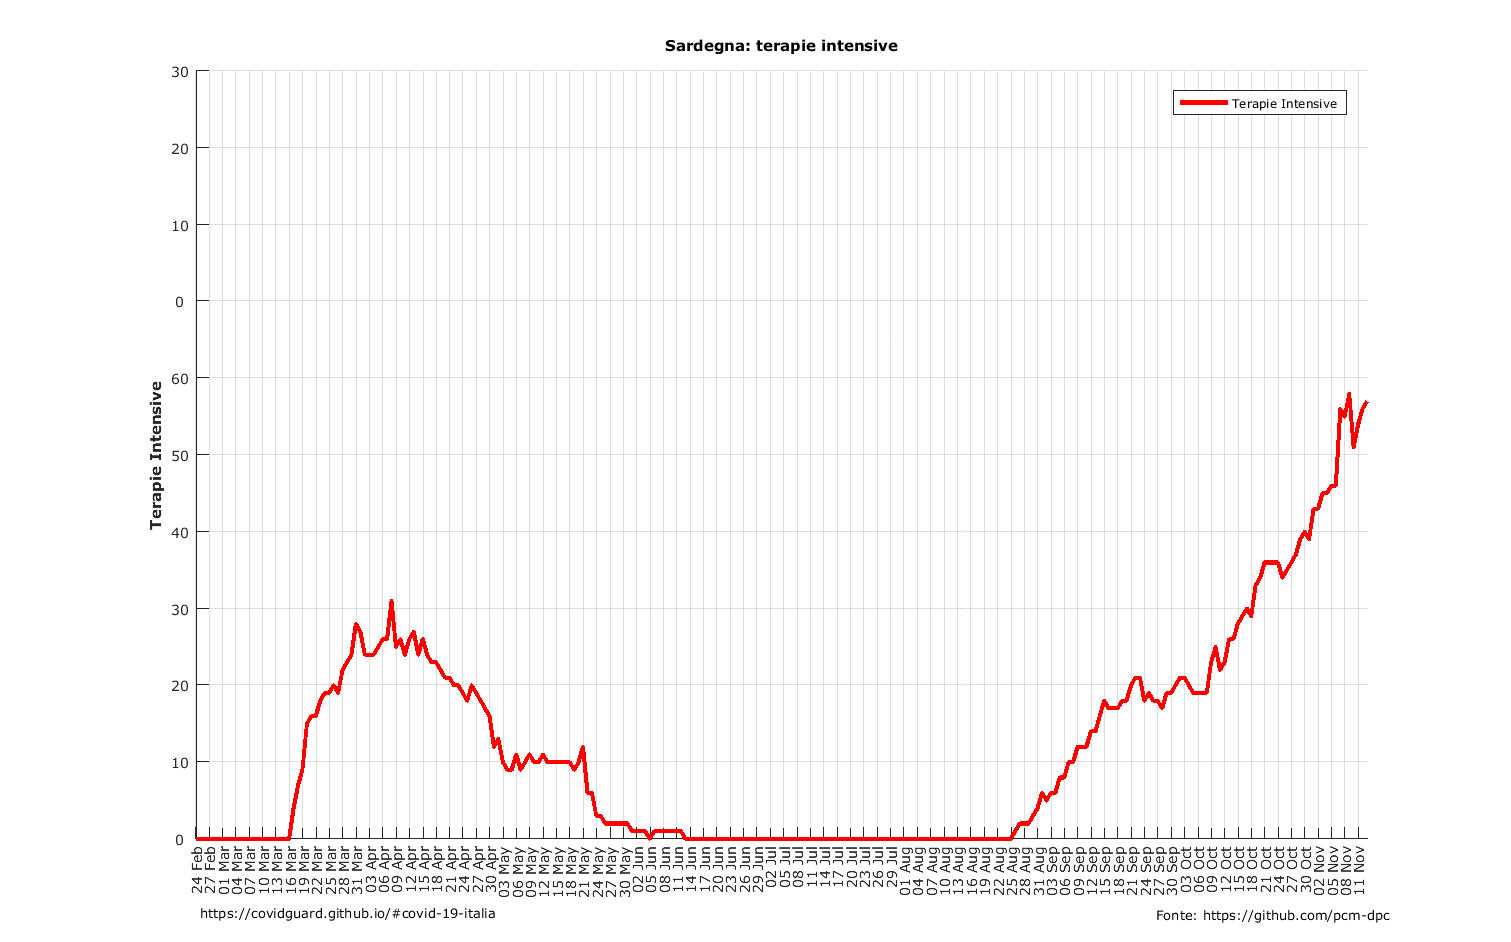 Sardegna: terapie intensive
Terapie Intensive
30
20
10
0
60
50
40
30
20
10
0
Terapie Intensive
24 Feb
27 Feb
01 Mar
04 Mar
07 Mar
10 Mar
13 Mar
16 Mar
19 Mar
22 Mar
25 Mar
28 Mar
31 Mar
03 Apr
06 Apr
09 Apr
12 Apr
15 Apr
18 Apr
21 Apr
24 Apr
27 Apr
30 Apr
03 May
06 May
09 May
12 May
15 May
18 May
21 May
24 May
27 May
30 May
02 Jun
05 Jun
08 Jun
11 Jun
14 Jun
17 Jun
20 Jun
23 Jun
26 Jun
29 Jun
02 Jul
05 Jul
08 Jul
11 Jul
14 Jul
17 Jul
20 Jul
23 Jul
26 Jul
29 Jul
01 Aug
04 Aug
07 Aug
10 Aug
13 Aug
16 Aug
19 Aug
22 Aug
25 Aug
28 Aug
31 Aug
03 Sep
06 Sep
09 Sep
12 Sep
15 Sep
18 Sep
21 Sep
24 Sep
27 Sep
30 Sep
03 Oct
06 Oct
09 Oct
12 Oct
15 Oct
18 Oct
21 Oct
24 Oct
27 Oct
30 Oct
02 Nov
05 Nov
08 Nov
11 Nov
https://covidguard.github.io/#covid-19-italia
Fonte: https://github.com/pcm-dpc